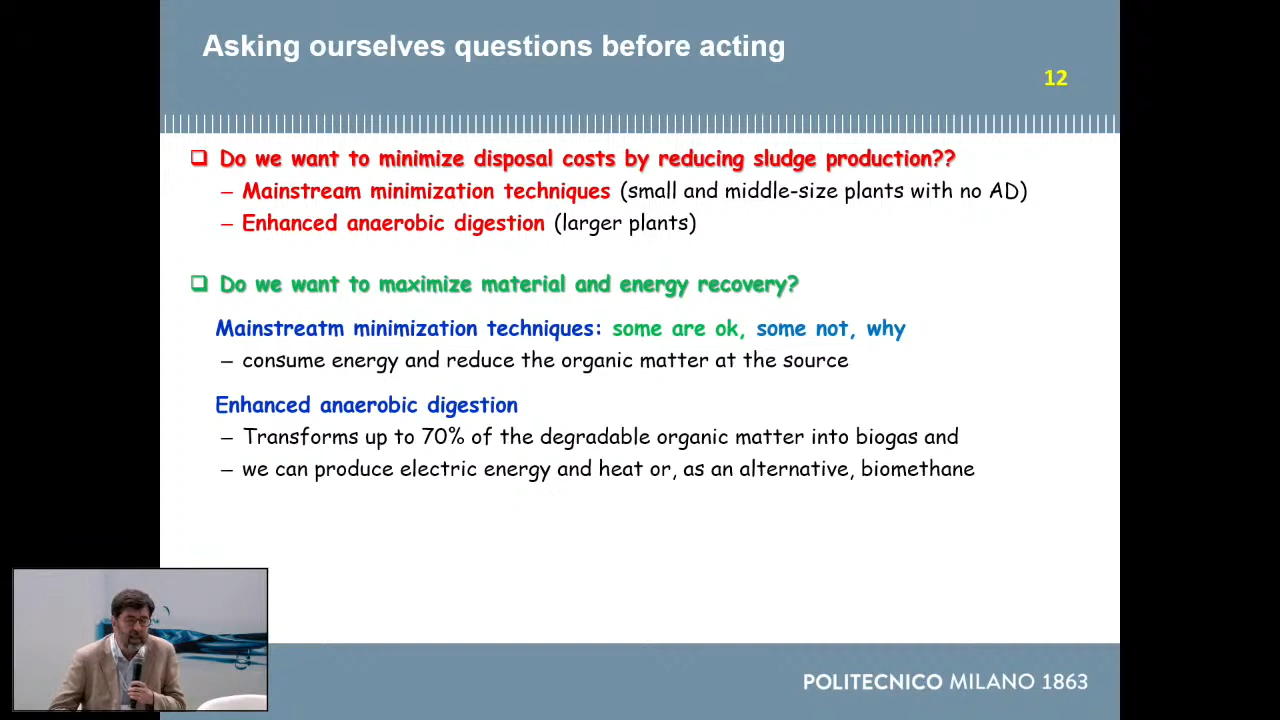 Asking ourselves questions before acting
12
Do we want to minimize disposal costs by reducing sludge production??
– Mainstream minimization techniques (small and middle-size plants with no AD)
– Enhanced anaerobic digestion (larger plants)
Do we want to maximize material and energy recovery?
Mainstreatm minimization techniques: some are ok, some not, why
– consume energy and reduce the organic matter at the source
Enhanced anaerobic digestion
– Transforms up to 70% of the degradable organic matter into biogas and
– we can produce electric energy and heat or, as an alternative, biomethane
POLITECNICO MILANO 1863